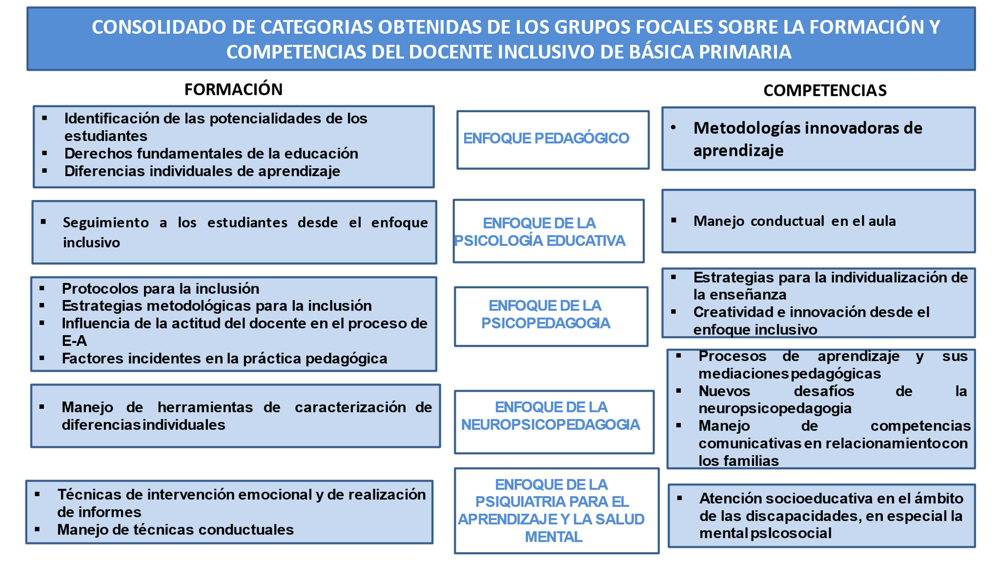 CONSOLIDADO DE CATEGORIAS OBTENIDAS DE LOS GRUPOS FOCALES SOBRE LA FORMACIÓN Y
COMPETENCIAS DEL DOCENTE INCLUSIVO DE BÁSICA PRIMARIA
FORMACIÓN
COMPETENCIAS
▪ Identificación de las potencialidades de los
estudiantes
▪ Derechos fundamentales de la educación
▪ Diferencias individuales de aprendizaje
ENFOQUE PEDAGÓGICO
• Metodologías innovadoras de
aprendizaje
▪ Seguimiento a los estudiantes desde el enfoque
inclusivo
ENFOQUE DE LA
PSICOLOGÍA EDUCATIVA
▪ Manejo conductual en el aula
▪ Protocolos para la inclusión
▪ Estrategias metodológicas para la inclusión
▪ Influencia de la actitud del docente en el proceso de
E-A
▪ Factores incidentes en la práctica pedagógica
ENFOQUE DE LA
PSICOPEDAGOGIA
▪ Estrategias para la individualización de
la enseñanza
▪ Creatividad e innovación desde el
enfoque inclusivo
▪ Manejo de herramientas de caracterización de
diferencias individuales
ENFOQUE DE LA
NEUROPSICOPEDAGOGIA
▪ Procesos de aprendizaje y sus
mediaciones pedagógicas
▪ Nuevos desafíos de la
neuropsicopedagogia
▪ Manejo de competencias
comunicativas en relacionamiento con
los familias
▪ Técnicas de intervención emocional y de realización
de informes
▪ Manejo de técnicas conductuales
ENFOQUE DE LA
PSIQUIATRIA PARA EL
APRENDIZAJE Y LA SALUD
MENTAL
▪ Atención socioeducativa en el ámbito
de las discapacidades, en especial la
mental psIcosocial